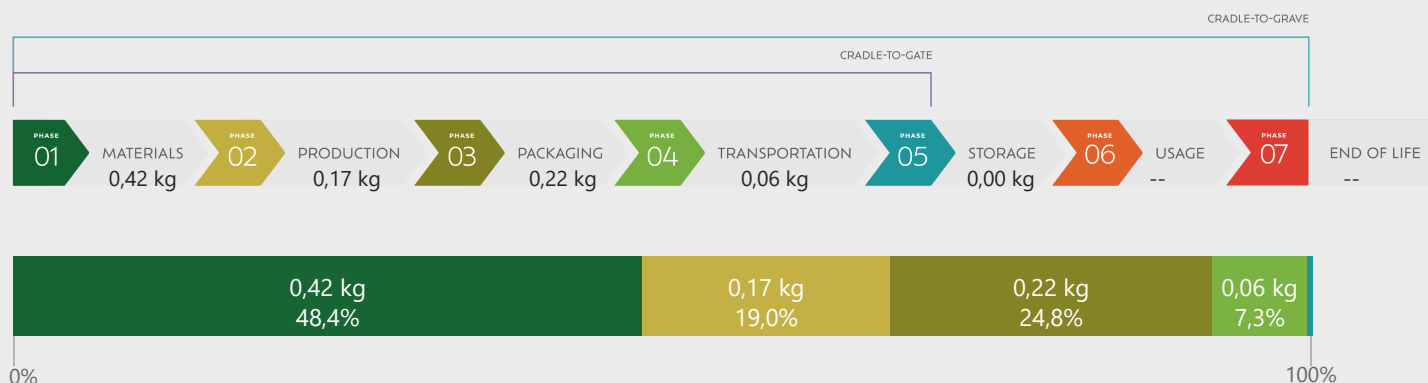 CRADLE-TO-GRAVE
CRADLE-TO-GATE
PHASE
01
MATERIALS
0,42 kg
PHASE
02
PRODUCTION
0,17 kg
PHASE
03
PACKAGING
0,22 kg
PHASE
04
TRANSPORTATION
0,06 kg
PHASE
05
STORAGE
0,00 kg
PHASE
06
USAGE
--
PHASE
07
END OF LIFE
--
0,42 kg
48,4%
0,17 kg
19,0%
0,22 kg
24,8%
0,06 kg
7,3%
0%
100%